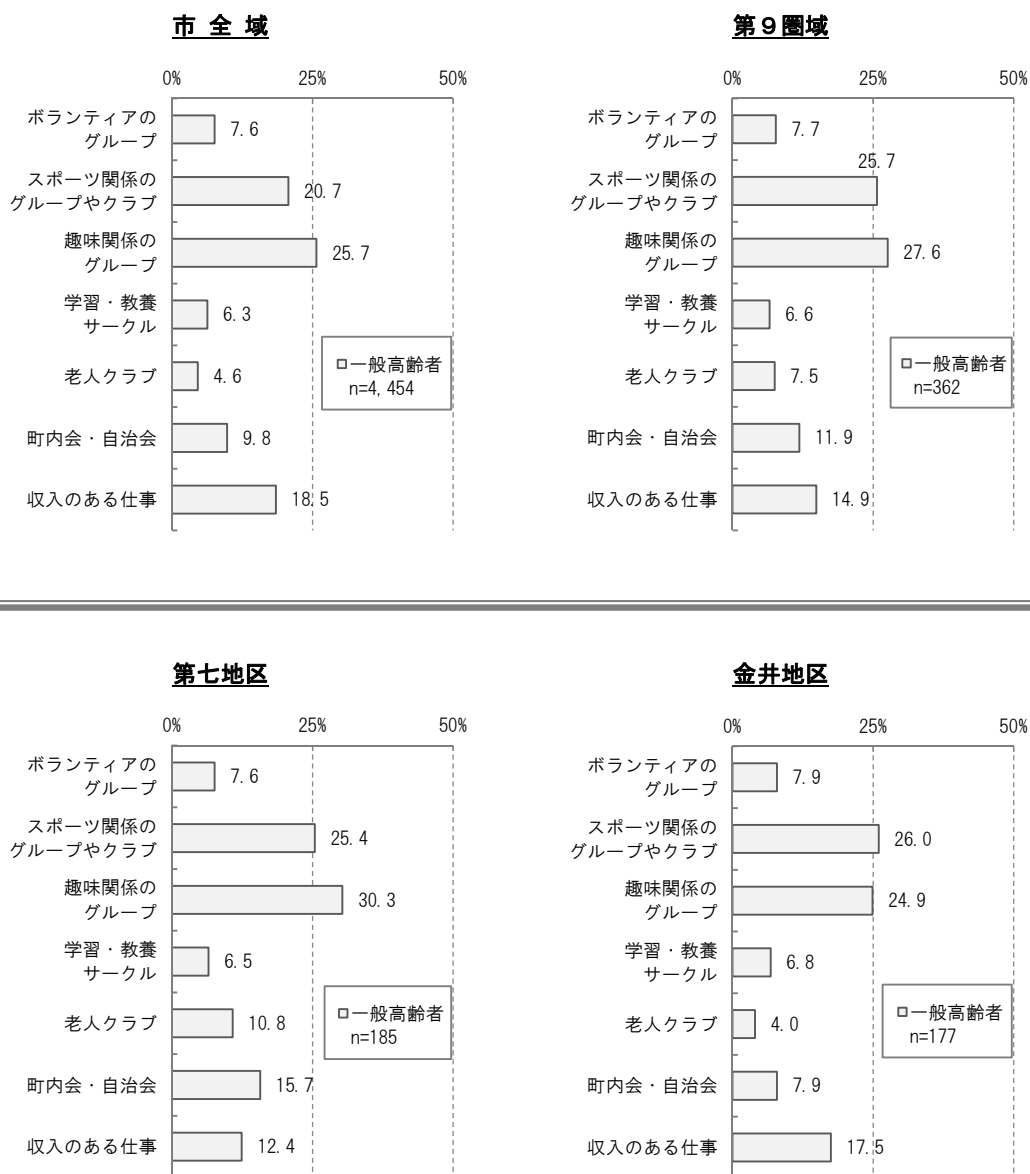 市 全 域
0% 25% 50%
ボランティアの
グループ
7.6
スポーツ関係の
グループやクラブ
20.7
趣味関係の
グループ
25.7
学習・教養
サークル
6.3
老人クラブ
4.6
町内会・自治会
9.8
収入のある仕事
18.5
一般高齢者
n=4,454
第９圏域
0% 25% 50%
ボランティアの
グループ
7.7
スポーツ関係の
グループやクラブ
25.7
趣味関係の
グループ
27.6
学習・教養
サークル
6.6
老人クラブ
7.5
町内会・自治会
11.9
収入のある仕事
14.9
一般高齢者
n=362
第七地区
0% 25% 50%
ボランティアの
グループ
7.6
スポーツ関係の
グループやクラブ
25.4
趣味関係の
グループ
30.3
学習・教養
サークル
6.5
老人クラブ
10.8
町内会・自治会
15.7
収入のある仕事
12.4
一般高齢者
n=185
金井地区
0% 25% 50%
ボランティアの
グループ
7.9
スポーツ関係の
グループやクラブ
26.0
趣味関係の
グループ
24.9
学習・教養
サークル
6.8
老人クラブ
4.0
町内会・自治会
7.9
収入のある仕事
17.5
一般高齢者
n=177